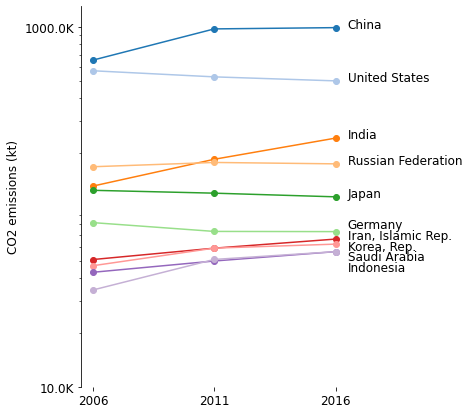 1000.0K
China
United States
India
Russian Federation
CO2 emissions (kt)
Japan
Germany
Iran, Islamic Rep.
Korea, Rep.
Saudi Arabia
Indonesia
10.0K
2006 2011 2016